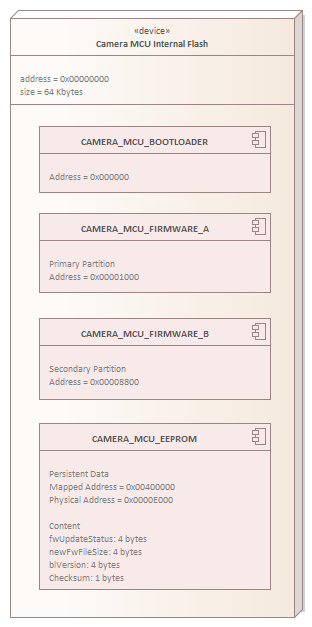 «device»
Camera MCU Internal Flash
address = 0x00000000
size = 64 Kbytes
CAMERA_MCU_BOOTLOADER
Address = 0x000000
CAMERA_MCU_FIRMWARE_A
Primary Partition
Address = 0x00001000
CAMERA_MCU_FIRMWARE_B
Secondary Partition
Address = 0x00008800
CAMERA_MCU_EEPROM
Persistent Data
Mapped Address = 0x00400000
Physical Address = 0x0000E000
Content
fwUpdateStatus: 4 bytes
newFwFileSize: 4 bytes
blVersion: 4 bytes
Checksum: 1 bytes